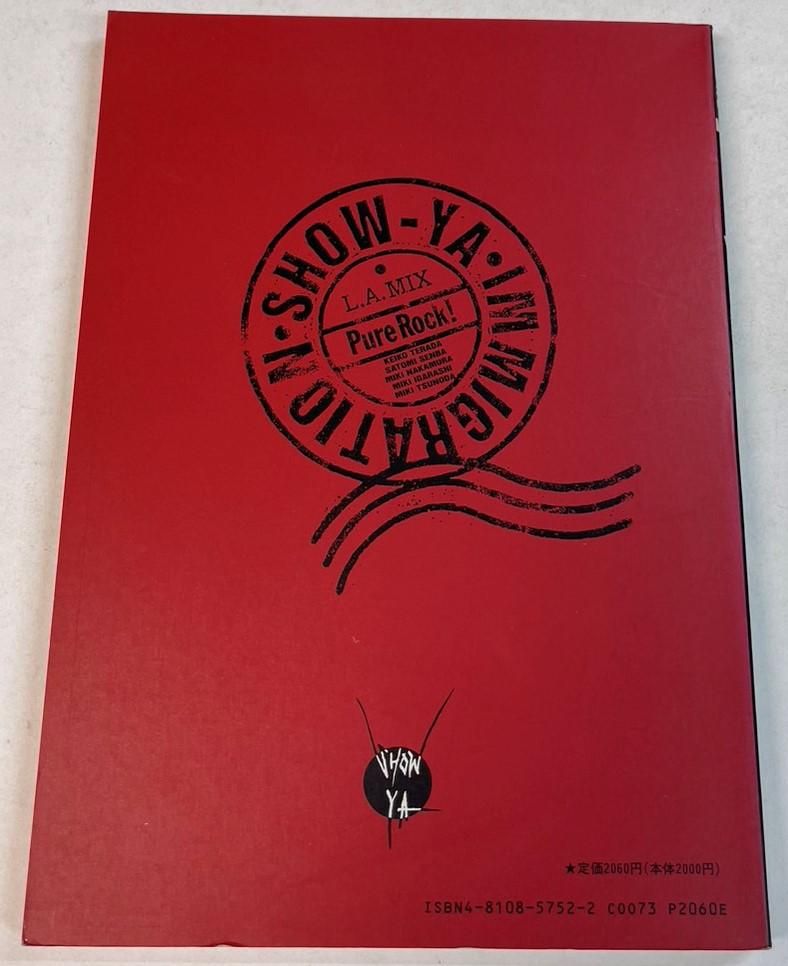 SHOW-YA•IMMIGRATION•
L.A.MIX
Pure Rock!
KEIKO TERADA
SATOMI SENBA
MIKI NAKAMURA
MIKI IGARASHI
MIKI TSUNODA
SHOW
YA
★定価2060円(本体2000円)
ISBN4-8108-5752-2 C0073 P2060E